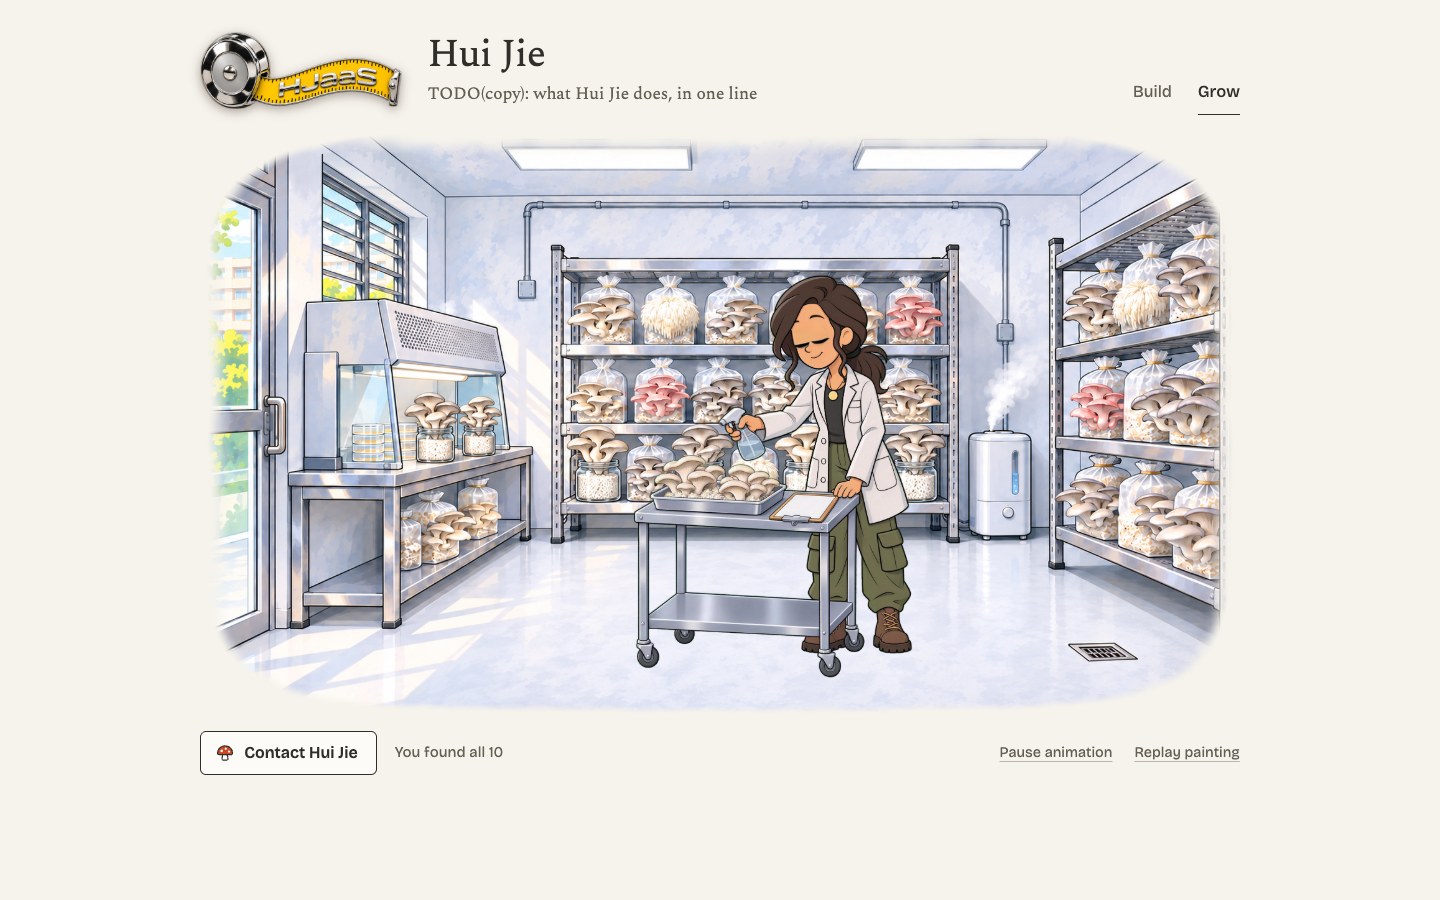 HJaaS
Hui Jie
TODO(copy): what Hui Jie does, in one line
Build
Grow
Contact Hui Jie
You found all 10
Pause animation
Replay painting